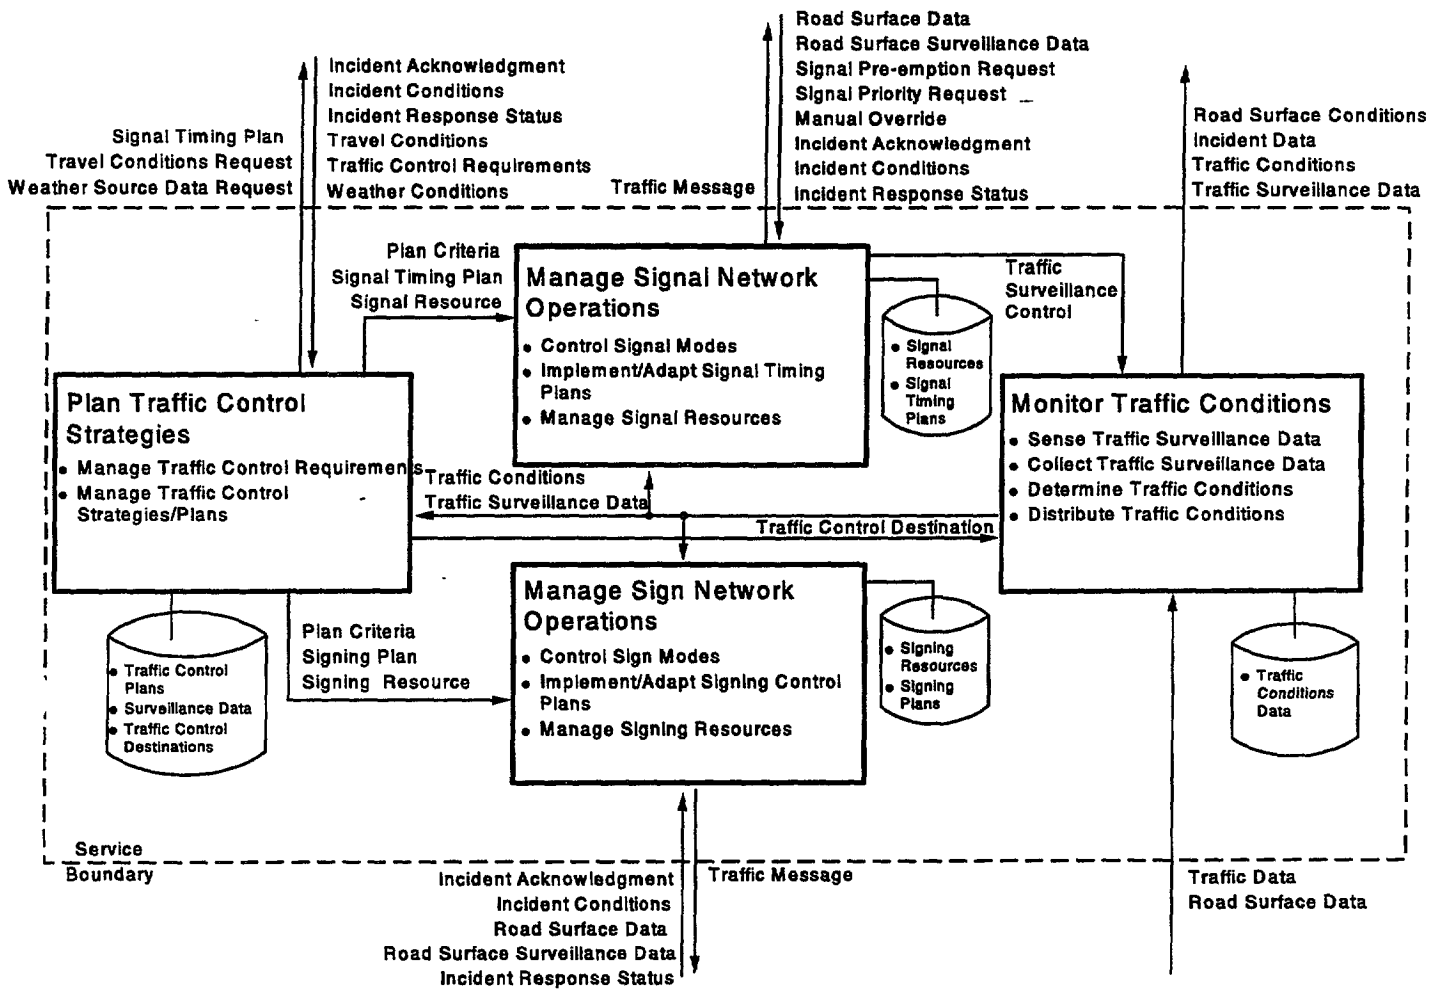 Road Surface Data
Road Surface Surveillance Data
Signal Pre-emption Request
Signal Priority Request
Manual Override
Incident Acknowledgment
Incident Conditions
Incident Response Status
Traffic Message
Incident Acknowledgment
Incident Conditions
Incident Response Status
Travel Conditions
Traffic Control Requirements
Weather Conditions
Signal Timing Plan
Travel Conditions Request
Weather Source Data Request
Road Surface Conditions
Incident Data
Traffic Conditions
Traffic Surveillance Data
Plan Criteria
Signal Timing Plan
Signal Resource
Manage Signal Network
Operations
• Control Signal Modes
• Implement/Adapt Signal Timing
Plans
• Manage Signal Resources
• Signal
Resources
• Signal
Timing
Plans
Traffic
Surveillance
Control
Plan Traffic Control
Strategies
• Manage Traffic Control Requirements
• Manage Traffic Control
Strategies/Plans
Traffic Conditions
Traffic Surveillance Data
Traffic Control Destination
Monitor Traffic Conditions
• Sense Traffic Surveillance Data
• Collect Traffic Surveillance Data
• Determine Traffic Conditions
• Distribute Traffic Conditions
• Traffic Control
Plans
• Surveillance Data
• Traffic Control
Destinations
Plan Criteria
Signing Plan
Signing Resource
Manage Sign Network
Operations
• Control Sign Modes
• Implement/Adapt Signing Control
Plans
• Manage Signing Resources
• Signing
Resources
• Signing
Plans
• Traffic
Conditions
Data
Service
Boundary
Incident Acknowledgment
Incident Conditions
Road Surface Data
Road Surface Surveillance Data
Incident Response Status
Traffic Message
Traffic Data
Road Surface Data